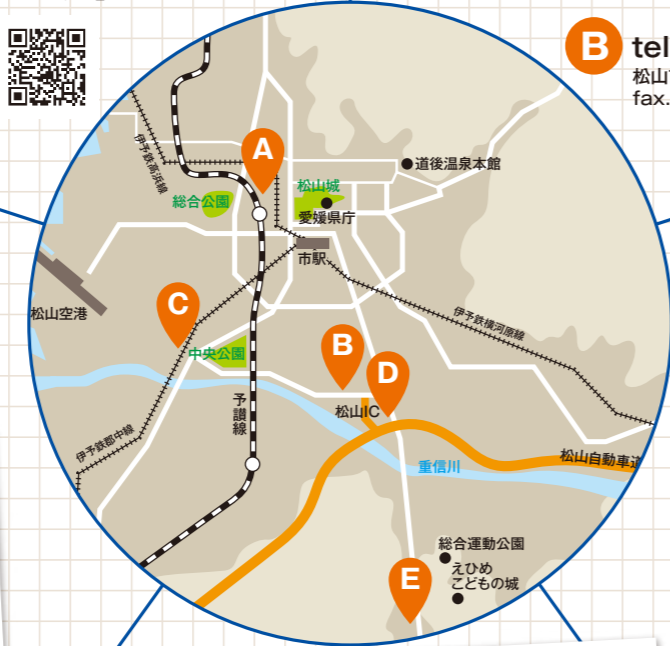 B tel
松山
fax.
伊予鉄高浜線
A
道後温泉本館
総合公園
松山城
愛媛県庁
市駅
松山空港
C
伊予鉄横河原線
中央公園
B
D
予讃線
松山IC
伊予鉄郡中線
重信川
松山自動車道
総合運動公園
えひめ
こどもの城
E